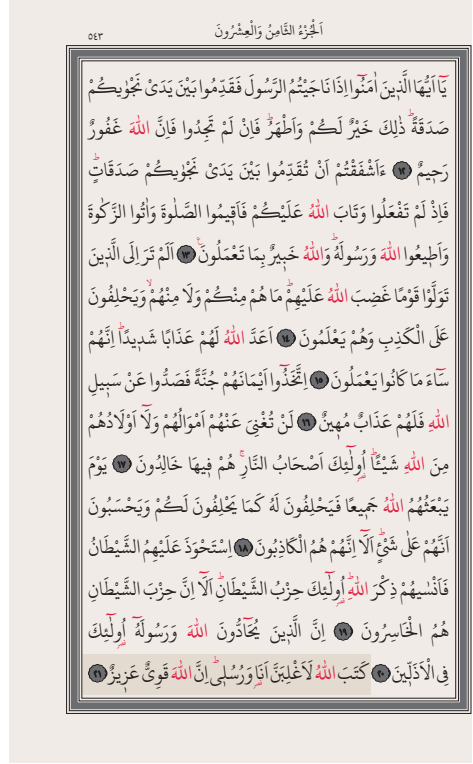 اَلْجُزْءُ الثَّامِنُ وَالْعِشْرُونَ
٥٤٣
يَٓا اَيُّهَا الَّذ۪ينَ اٰمَنُٓوا اِذَا نَاجَيْتُمُ الرَّسُولَ فَقَدِّمُوا بَيْنَ يَدَيْ نَجْوٰيكُمْ
صَدَقَةًۜ ذٰلِكَ خَيْرٌ لَكُمْ وَاَطْهَرُۜ فَاِنْ لَمْ تَجِدُوا فَاِنَّ اللّٰهَ غَفُورٌ
رَح۪يمٌ ﴿١٢﴾ ءَاَشْفَقْتُمْ اَنْ تُقَدِّمُوا بَيْنَ يَدَيْ نَجْوٰيكُمْ صَدَقَاتٍۜ
فَاِذْ لَمْ تَفْعَلُوا وَتَابَ اللّٰهُ عَلَيْكُمْ فَاَق۪يمُوا الصَّلٰوةَ وَاٰتُوا الزَّكٰوةَ
وَاَط۪يعُوا اللّٰهَ وَرَسُولَهُۜ وَاللّٰهُ خَب۪يرٌ بِمَا تَعْمَلُونَ۟ ﴿١٣﴾ اَلَمْ تَرَ اِلَى الَّذ۪ينَ
تَوَلَّوْا قَوْمًا غَضِبَ اللّٰهُ عَلَيْهِمْۜ مَا هُمْ مِنْكُمْ وَلَا مِنْهُمْۙ وَيَحْلِفُونَ
عَلَى الْكَذِبِ وَهُمْ يَعْلَمُونَ ﴿١٤﴾ اَعَدَّ اللّٰهُ لَهُمْ عَذَابًا شَد۪يدًاۜ اِنَّهُمْ
سَٓاءَ مَا كَانُوا يَعْمَلُونَ ﴿١٥﴾ اِتَّخَذُٓوا اَيْمَانَهُمْ جُنَّةً فَصَدُّوا عَنْ سَب۪يلِ
اللّٰهِ فَلَهُمْ عَذَابٌ مُه۪ينٌ ﴿١٦﴾ لَنْ تُغْنِيَ عَنْهُمْ اَمْوَالُهُمْ وَلَٓا اَوْلَادُهُمْ
مِنَ اللّٰهِ شَيْـًٔاۜ اُو۬لٰٓئِكَ اَصْحَابُ النَّارِۜ هُمْ ف۪يهَا خَالِدُونَ ﴿١٧﴾ يَوْمَ
يَبْعَثُهُمُ اللّٰهُ جَم۪يعًا فَيَحْلِفُونَ لَهُ كَمَا يَحْلِفُونَ لَكُمْ وَيَحْسَبُونَ
اَنَّهُمْ عَلٰى شَيْءٍۜ اَلَٓا اِنَّهُمْ هُمُ الْكَاذِبُونَ ﴿١٨﴾ اِسْتَحْوَذَ عَلَيْهِمُ الشَّيْطَانُ
فَاَنْسٰيهُمْ ذِكْرَ اللّٰهِۜ اُو۬لٰٓئِكَ حِزْبُ الشَّيْطَانِۜ اَلَٓا اِنَّ حِزْبَ الشَّيْطَانِ
هُمُ الْخَاسِرُونَ ﴿١٩﴾ اِنَّ الَّذ۪ينَ يُحَٓادُّونَ اللّٰهَ وَرَسُولَهُٓ اُو۬لٰٓئِكَ
فِي الْاَذَلّ۪ينَ ﴿٢٠﴾ كَتَبَ اللّٰهُ لَاَغْلِبَنَّ اَنَا۬ وَرُسُل۪يۜ اِنَّ اللّٰهَ قَوِيٌّ عَز۪يزٌ ﴿٢١﴾